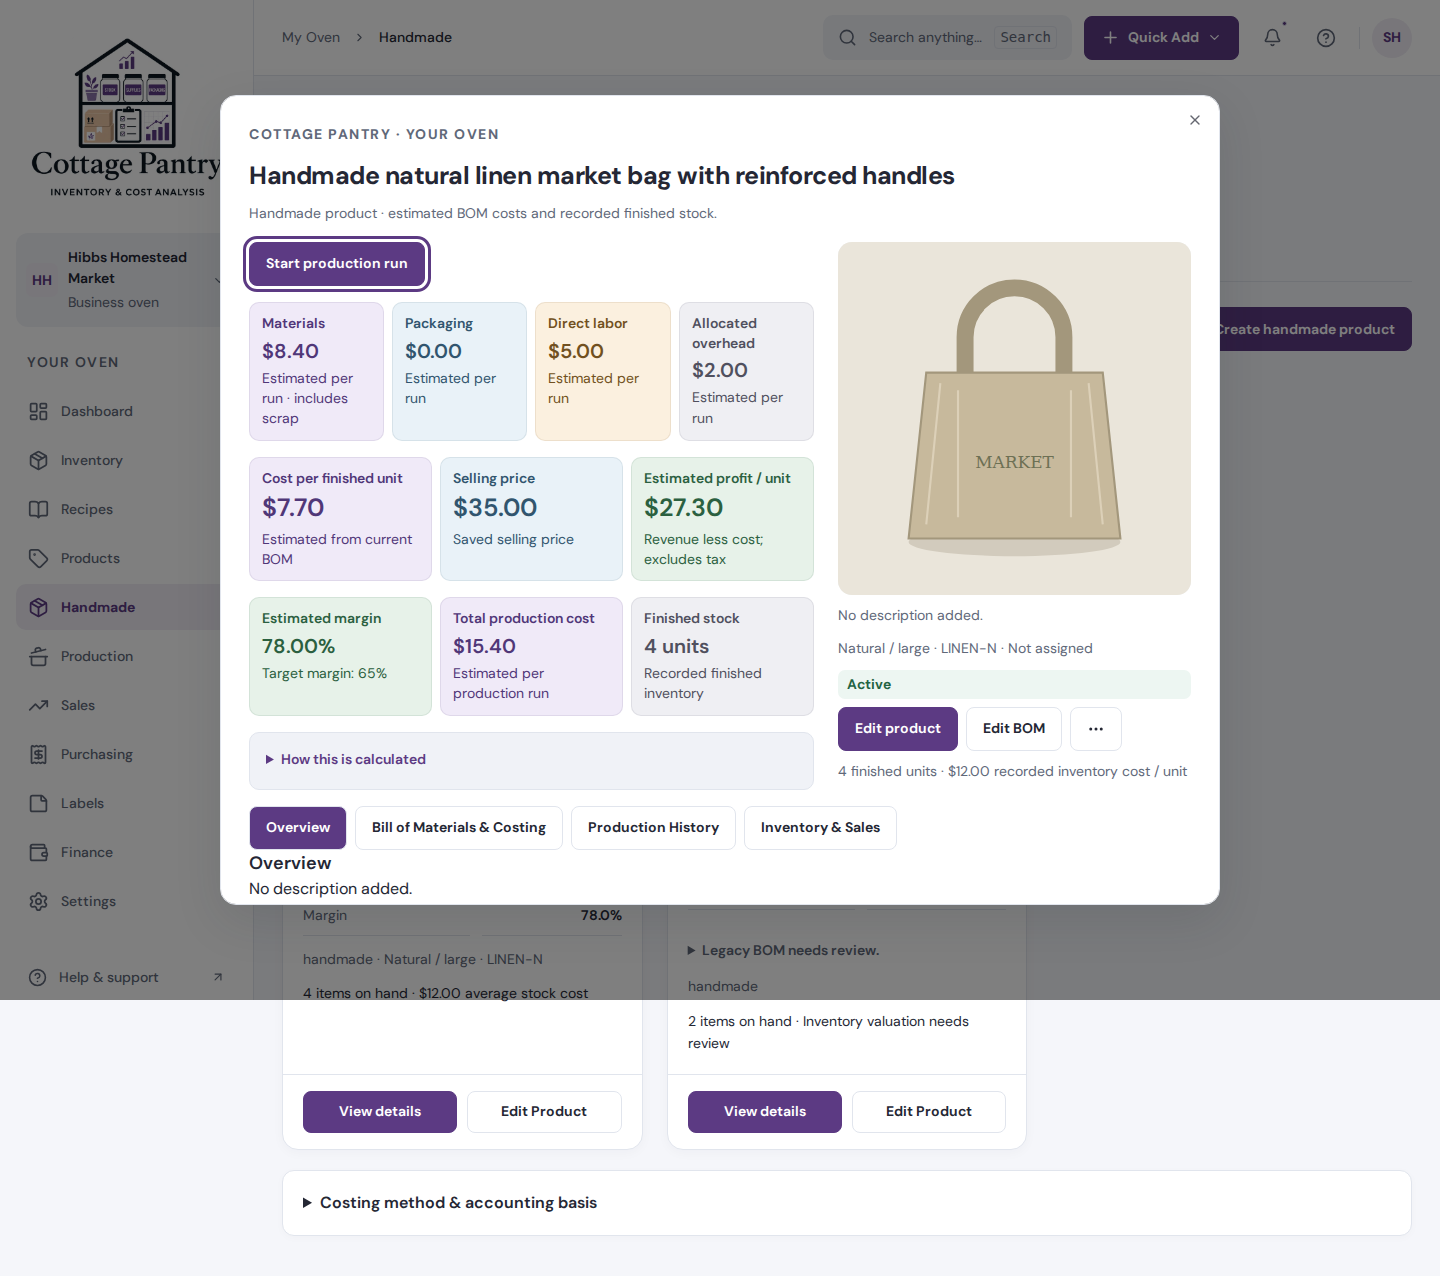 My Oven
Handmade
Search anything...
Search
Quick Add
SH
Cottage Pantry
INVENTORY & COST ANALYSIS
HH
Hibbs Homestead
Market
Business oven
YOUR OVEN
Dashboard
Inventory
Recipes
Products
Handmade
Production
Sales
Purchasing
Labels
Finance
Settings
Help & support
COTTAGE PANTRY · YOUR OVEN
Handmade natural linen market bag with reinforced handles
Handmade product · estimated BOM costs and recorded finished stock.
Start production run
Materials
$8.40
Estimated per
run · includes
scrap
Packaging
$0.00
Estimated per
run
Direct labor
$5.00
Estimated per
run
Allocated
overhead
$2.00
Estimated per
run
Cost per finished unit
$7.70
Estimated from current
BOM
Selling price
$35.00
Saved selling price
Estimated profit / unit
$27.30
Revenue less cost;
excludes tax
Estimated margin
78.00%
Target margin: 65%
Total production cost
$15.40
Estimated per
production run
Finished stock
4 units
Recorded finished
inventory
How this is calculated
MARKET
No description added.
Natural / large · LINEN-N · Not assigned
Active
Edit product
Edit BOM
...
4 finished units · $12.00 recorded inventory cost / unit
Overview
Bill of Materials & Costing
Production History
Inventory & Sales
Overview
No description added.
Create handmade product
Margin
78.0%
handmade · Natural / large · LINEN-N
4 items on hand · $12.00 average stock cost
View details
Edit Product
Legacy BOM needs review.
handmade
2 items on hand · Inventory valuation needs
review
View details
Edit Product
Costing method & accounting basis